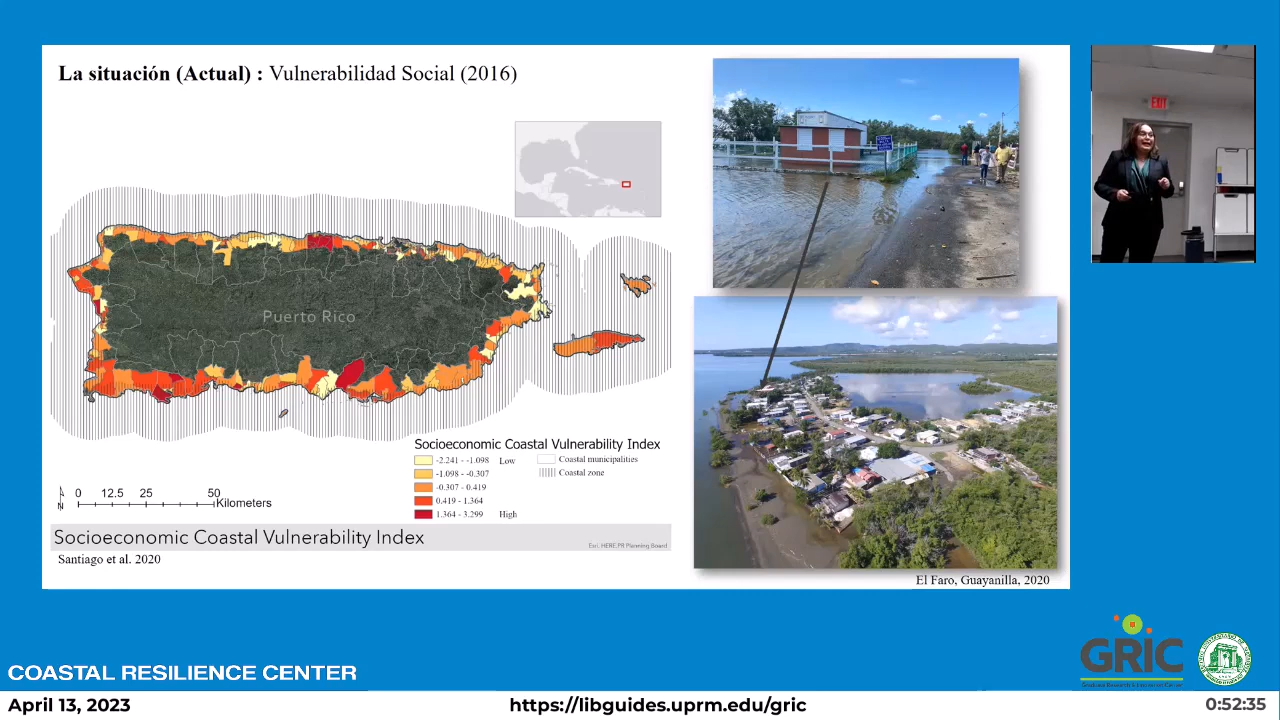 La situación (Actual) : Vulnerabilidad Social (2016)
EXIT
Puerto Rico
Socioeconomic Coastal Vulnerability Index
-2.241 - -1.098 Low
-1.098 - -0.307
-0.307 - 0.419
0.419 - 1.364
1.364 - 3.299 High
Coastal municipalities
Coastal zone
N
0 12.5 25 50
Kilometers
Socioeconomic Coastal Vulnerability Index
Esri, HERE,PR Planning Board
Santiago et al. 2020
El Faro, Guayanilla, 2020
GRIC
Graduate Research & Innovation Center
COASTAL RESILIENCE CENTER
April 13, 2023
https://libguides.uprm.edu/gric
0:52:35